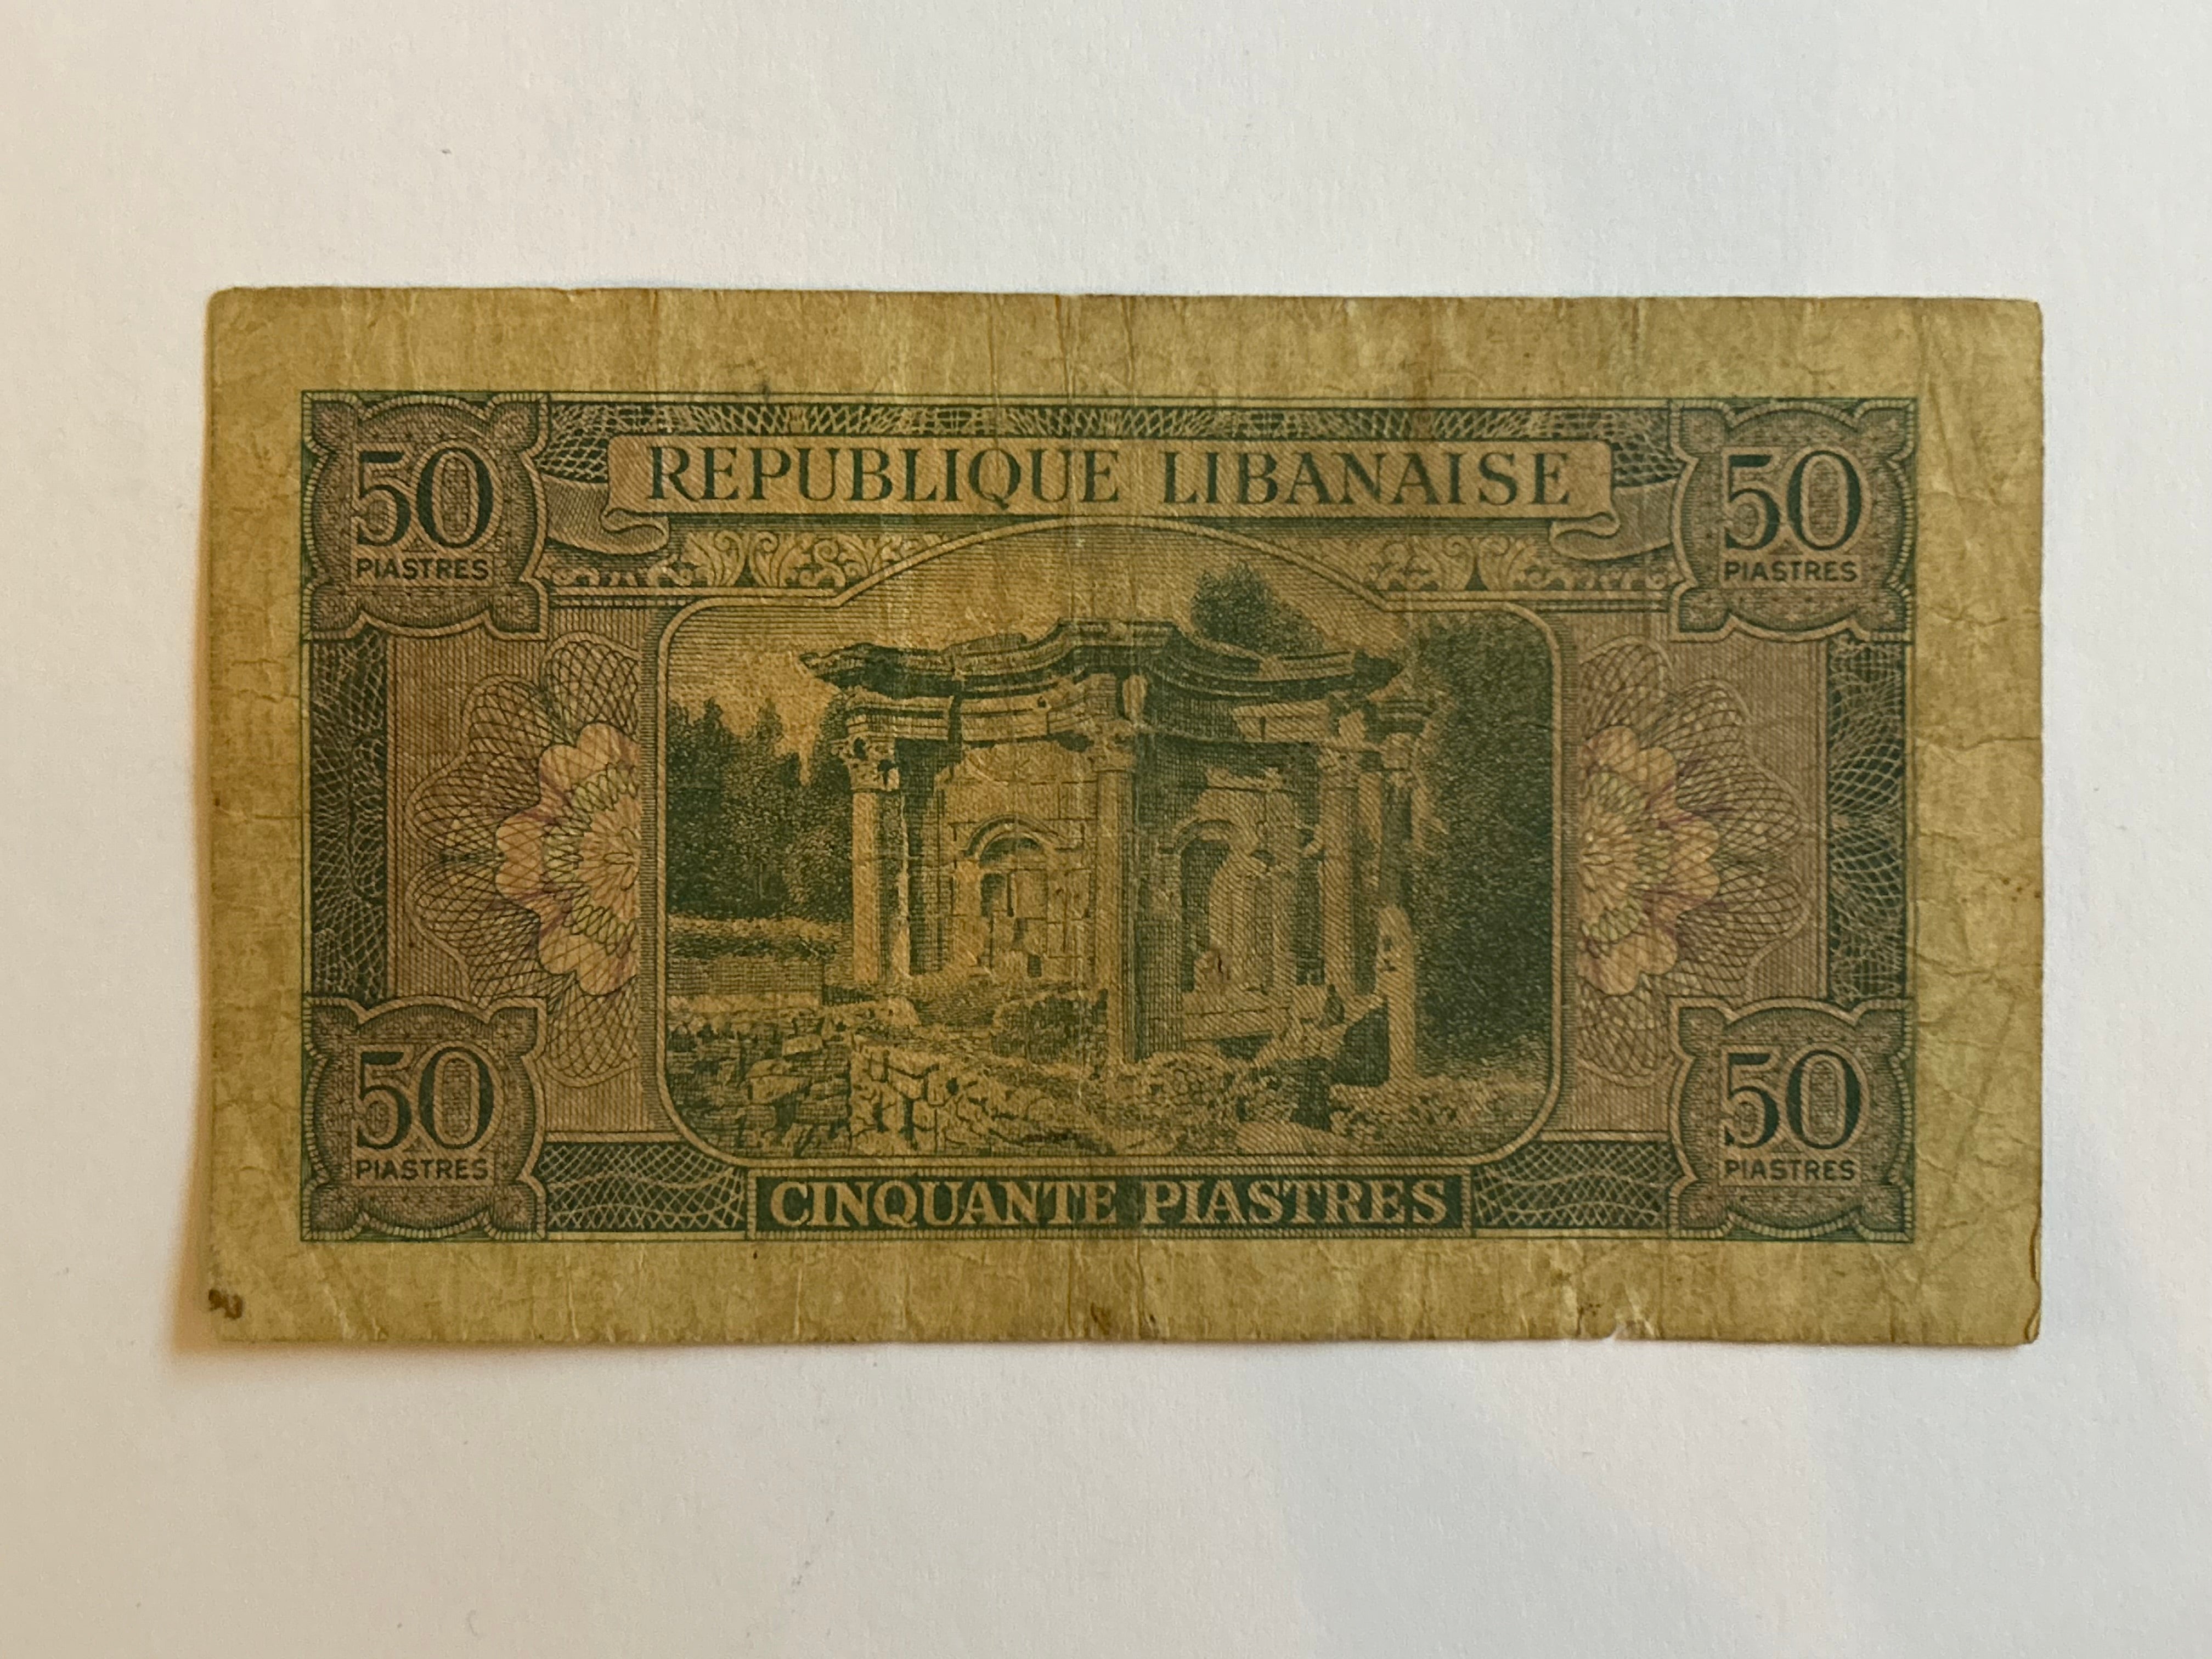 REPUBLIQUE LIBANAISE
50
PIASTRES
50
PIASTRES
50
PIASTRES
50
PIASTRES
CINQUANTE PIASTRES